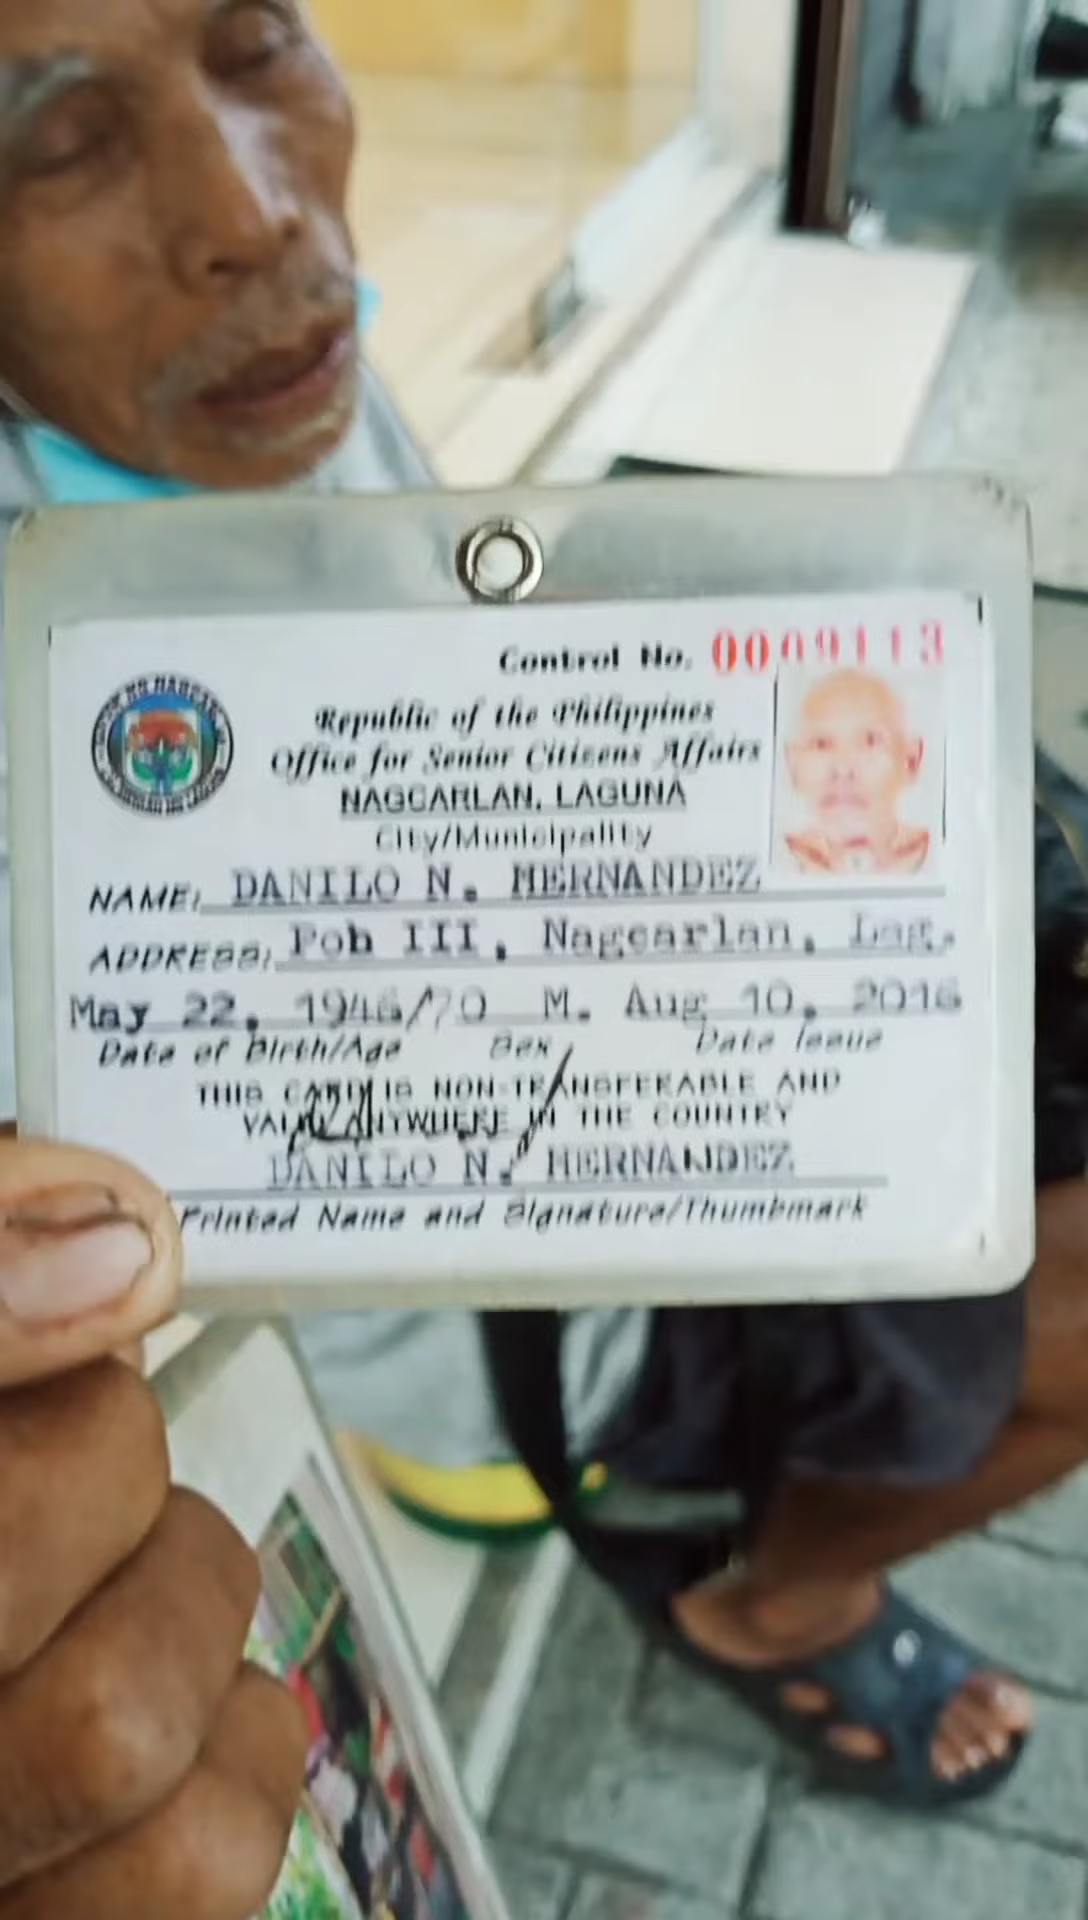 Control No. 0009113
Republic of the Philippines
Office for Senior Citizens Affairs
NAGCARLAN, LAGUNA
City/Municipality
NAME: DANILO N. HERNANDEZ
ADDRESS: Pob III, Nagcarlan, Lag.
May 22, 1946/70 M. Aug 10, 2016
Date of Birth/Age Sex Date Issue
THIS CARD IS NON-TRANSFERABLE AND
VALID ANYWHERE IN THE COUNTRY
DANILO N. HERNANDEZ
Printed Name and Signature/Thumbmark